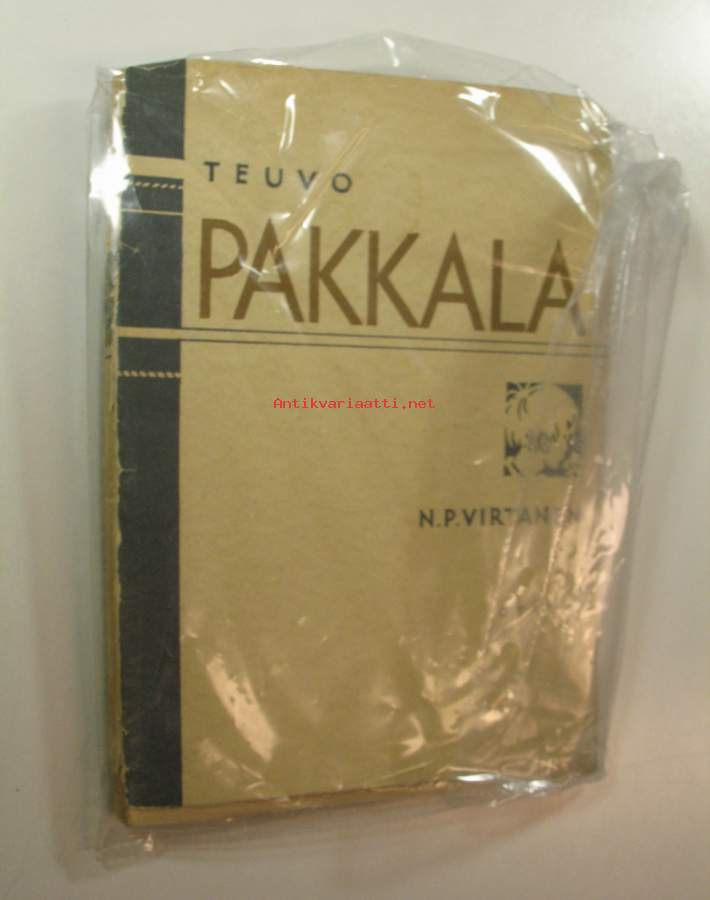 TEUVO
PAKKALA
Antikvariaatti.net
N.P.VIRTANEN